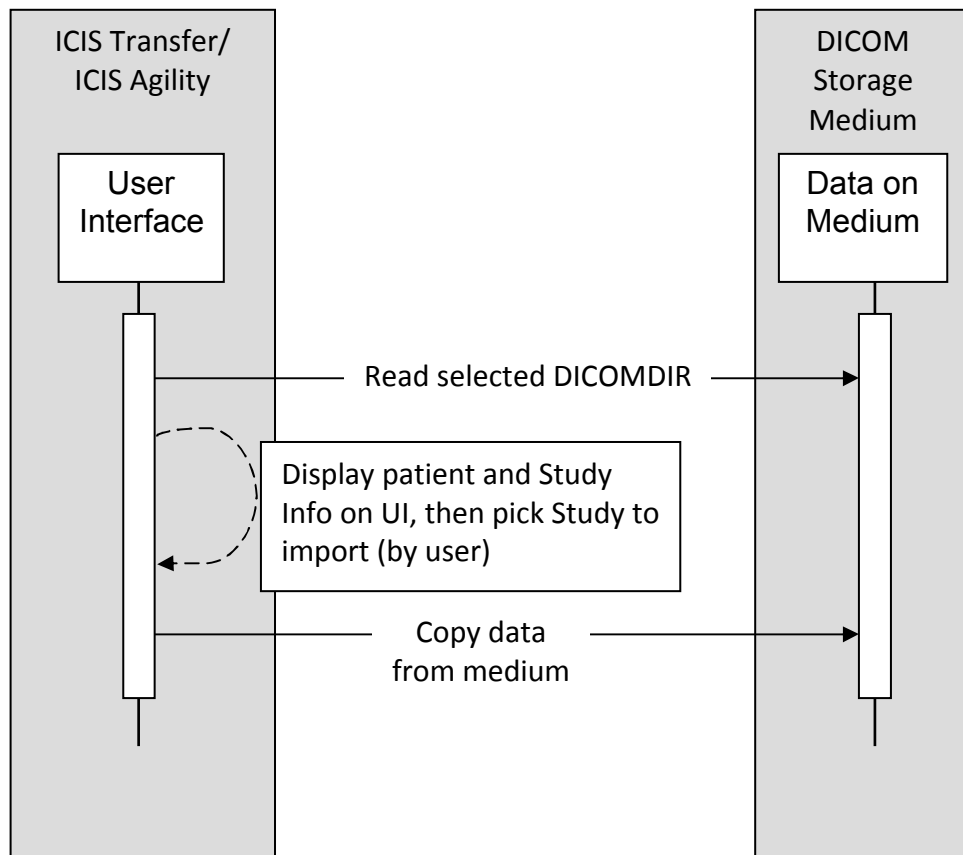 ICIS Transfer/
ICIS Agility
DICOM
Storage
Medium
User
Interface
Data on
Medium
Read selected DICOMDIR
Display patient and Study
Info on UI, then pick Study to
import (by user)
Copy data
from medium